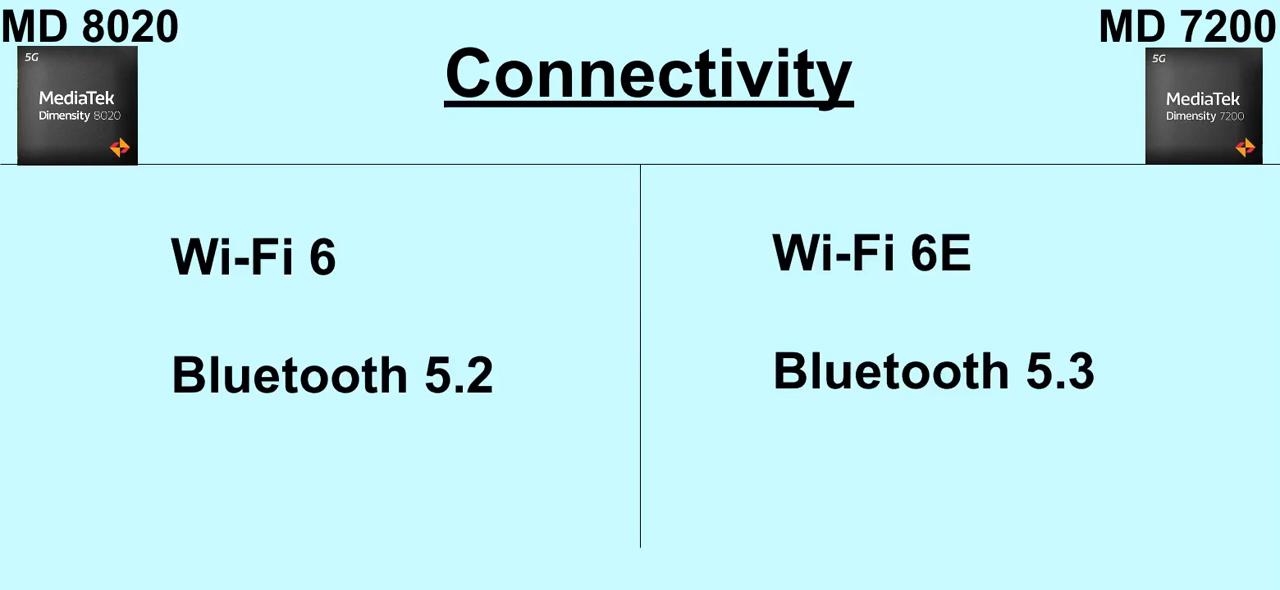 MD 8020
MD 7200
Connectivity
5G
MediaTek
Dimensity 8020
5G
MediaTek
Dimensity 7200
Wi-Fi 6
Wi-Fi 6E
Bluetooth 5.2
Bluetooth 5.3